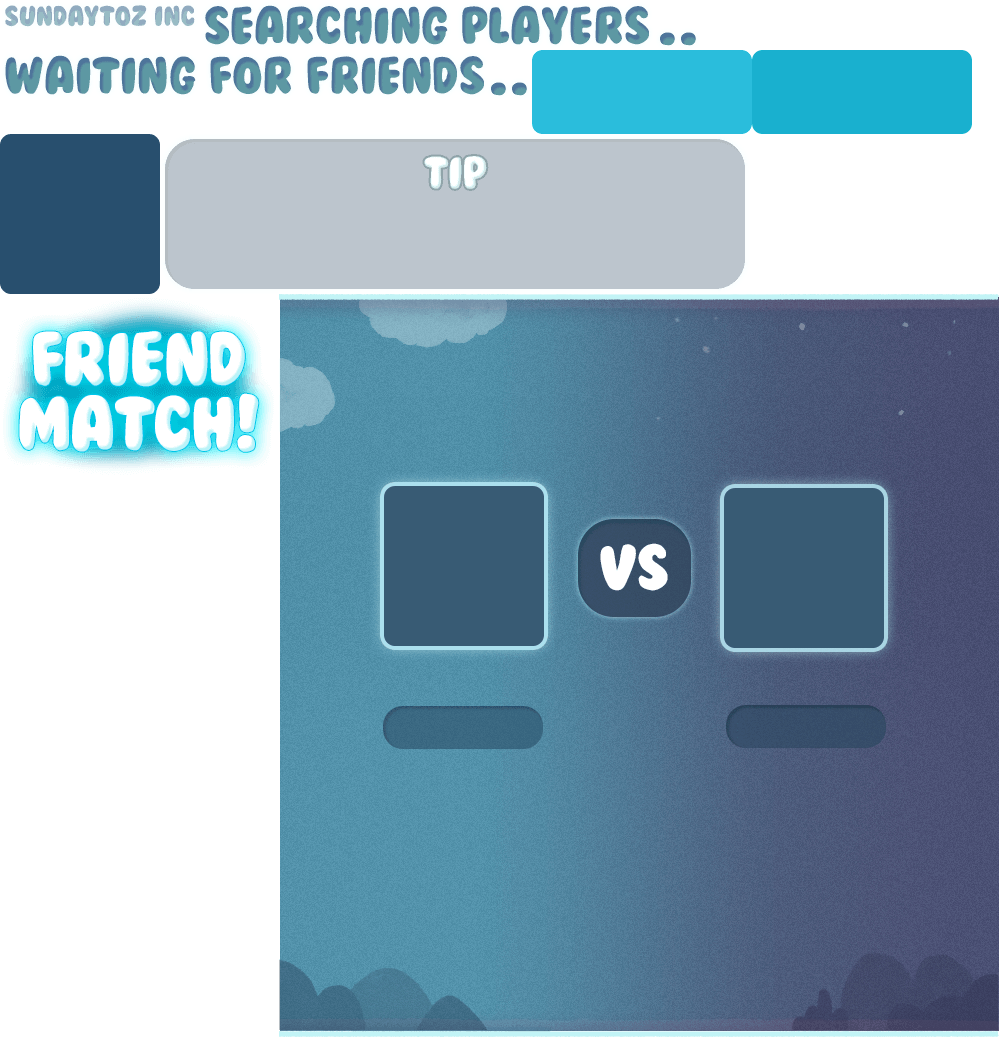 SUNDAYTOZ INC
SEARCHING PLAYERS..
WAITING FOR FRIENDS..
TIP
FRIEND
MATCH!
VS